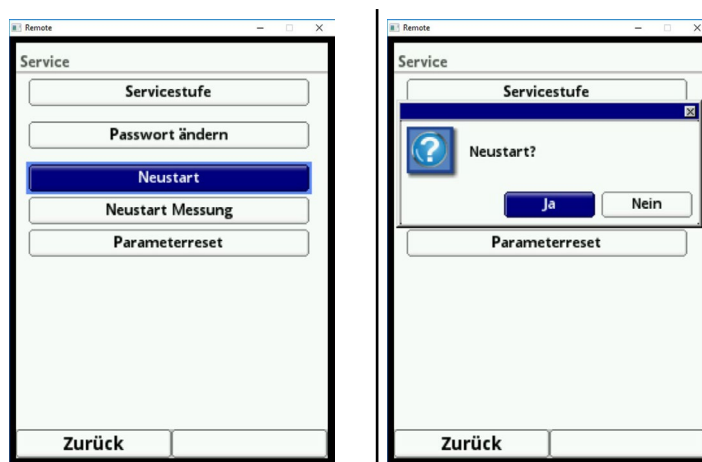 Remote
Service
Servicestufe
Passwort ändern
Neustart
Neustart Messung
Parameterreset
Zurück
Remote
Service
Servicestufe
Neustart?
Ja
Nein
Parameterreset
Zurück